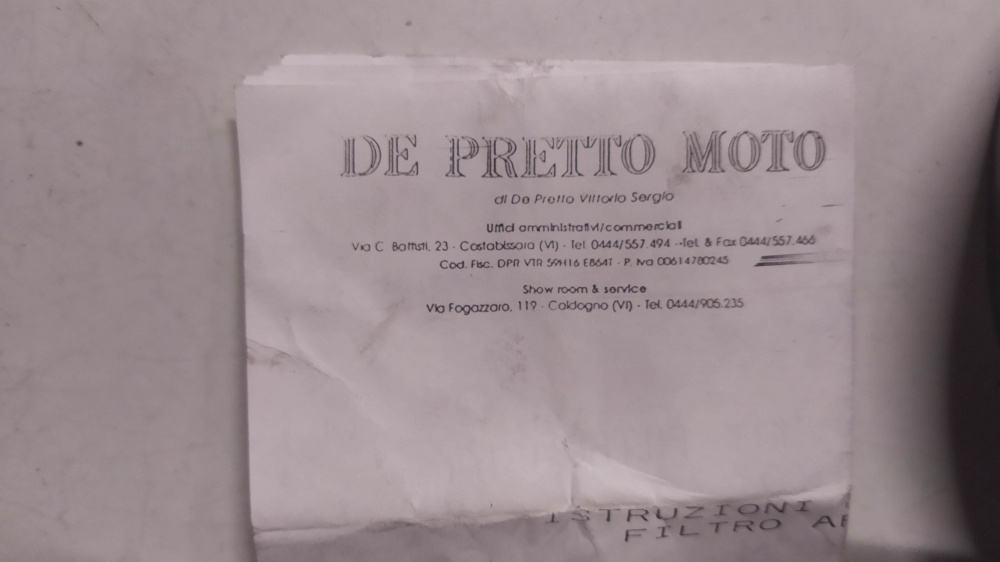 DE PRETTO MOTO
di De Pretto Vittorio Sergio
Uffici amministrativi/commerciali
Via C. Battisti, 23 - Costabissara (VI) - Tel. 0444/557.494 - Tel. & Fax 0444/557.466
Cod. Fisc. DPR VTR 59H16 E864T - P. Iva 00614780245
Show room & service
Via Fogazzaro, 119 - Caldogno (VI) - Tel. 0444/905.235
ISTRUZIONI
FILTRO